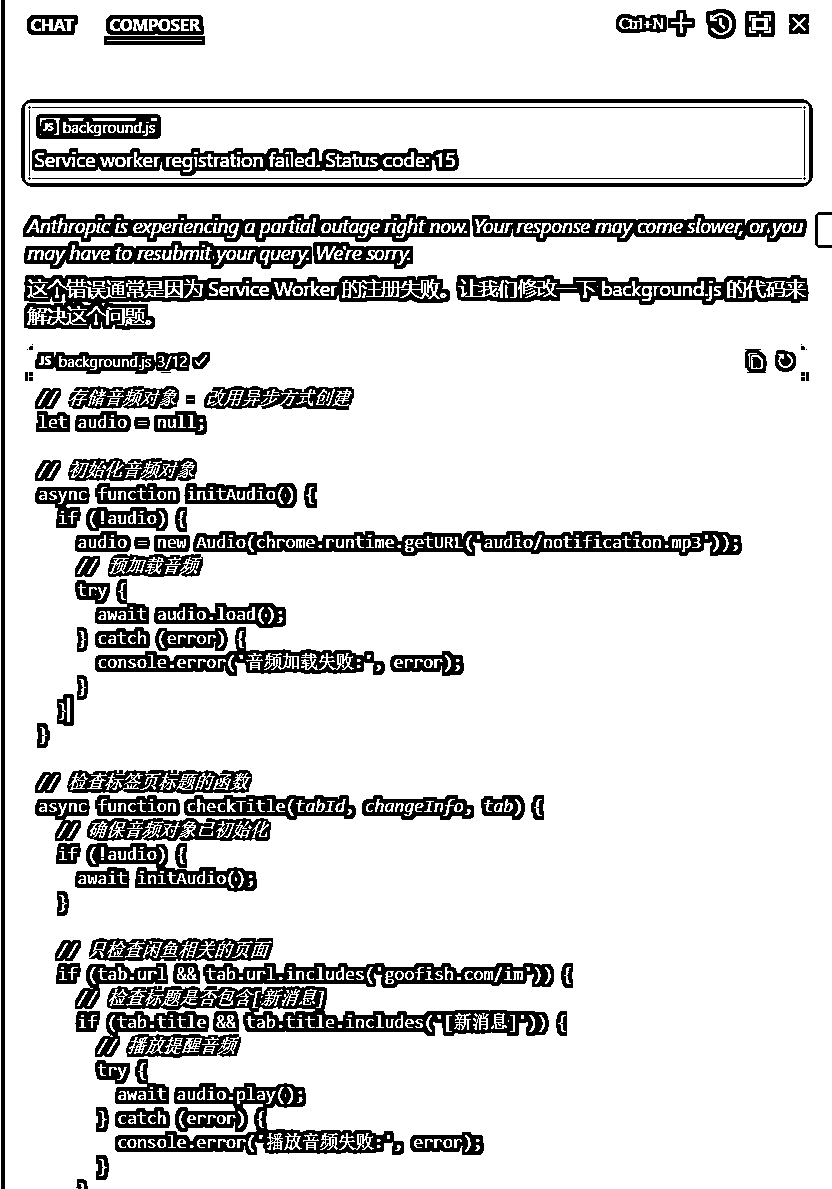 CHAT COMPOSER Ctrl+N
JS background.js
Service worker registration failed. Status code: 15
Anthropic is experiencing a partial outage right now. Your response may come slower, or you
may have to resubmit your query. We're sorry.
这个错误通常是因为 Service Worker 的注册失败。让我们修改一下 background.js 的代码来
解决这个问题。
JS background.js 3/12
// 存储音频对象 = 改用异步方式创建
let audio = null;
// 初始化音频对象
async function initAudio() {
if (!audio) {
audio = new Audio(chrome.runtime.getURL('audio/notification.mp3'));
// 预加载音频
try {
await audio.load();
} catch (error) {
console.error('音频加载失败:', error);
}
}
}
// 检查标签页标题的函数
async function checkTitle(tabId, changeInfo, tab) {
// 确保音频对象已初始化
if (!audio) {
await initAudio();
}
// 只检查闲鱼相关的页面
if (tab.url && tab.url.includes('goofish.com/im')) {
// 检查标题是否包含[新消息]
if (tab.title && tab.title.includes('[新消息]')) {
// 播放提醒音频
try {
await audio.play();
} catch (error) {
console.error('播放音频失败:', error);
}
}